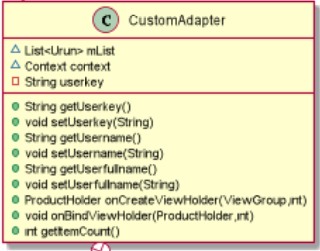 C CustomAdapter
List<Urun> mList
Context context
String userkey
String getUserkey()
void setUserkey(String)
String getUsername()
void setUsername(String)
String getUserfullname()
void setUserfullname(String)
ProductHolder onCreateViewHolder(ViewGroup,int)
void onBindViewHolder(ProductHolder,int)
int getItemCount()